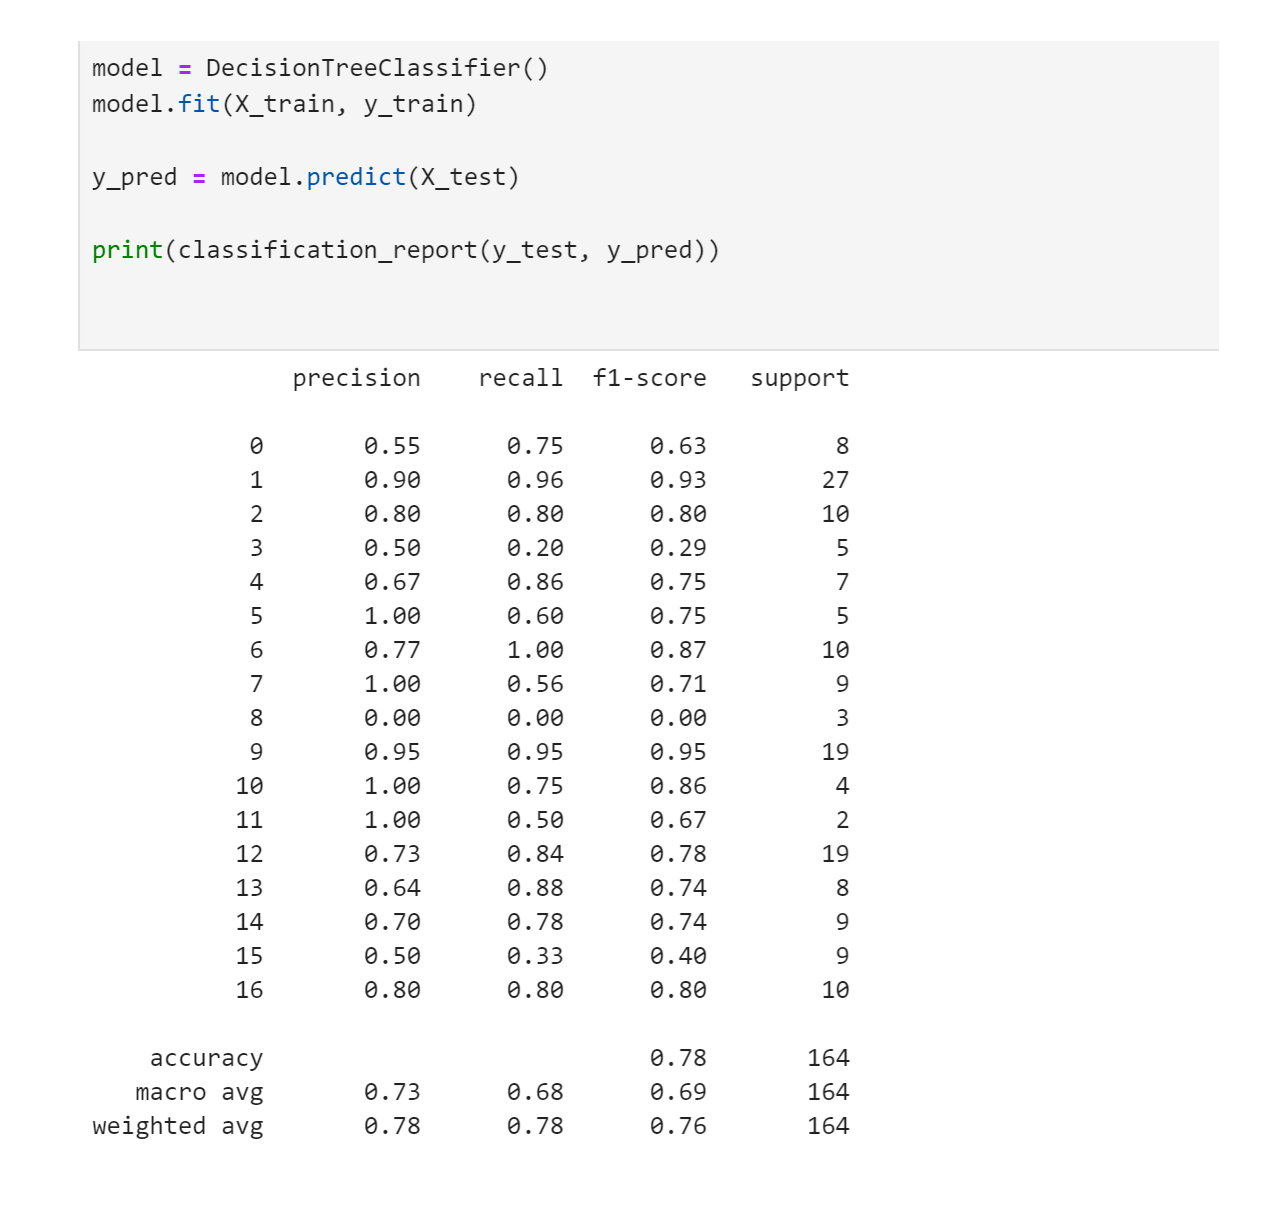 model = DecisionTreeClassifier()
model.fit(X_train, y_train)
y_pred = model.predict(X_test)
print(classification_report(y_test, y_pred))
precision recall f1-score support
0 0.55 0.75 0.63 8
1 0.90 0.96 0.93 27
2 0.80 0.80 0.80 10
3 0.50 0.20 0.29 5
4 0.67 0.86 0.75 7
5 1.00 0.60 0.75 5
6 0.77 1.00 0.87 10
7 1.00 0.56 0.71 9
8 0.00 0.00 0.00 3
9 0.95 0.95 0.95 19
10 1.00 0.75 0.86 4
11 1.00 0.50 0.67 2
12 0.73 0.84 0.78 19
13 0.64 0.88 0.74 8
14 0.70 0.78 0.74 9
15 0.50 0.33 0.40 9
16 0.80 0.80 0.80 10
accuracy 0.78 164
macro avg 0.73 0.68 0.69 164
weighted avg 0.78 0.78 0.76 164